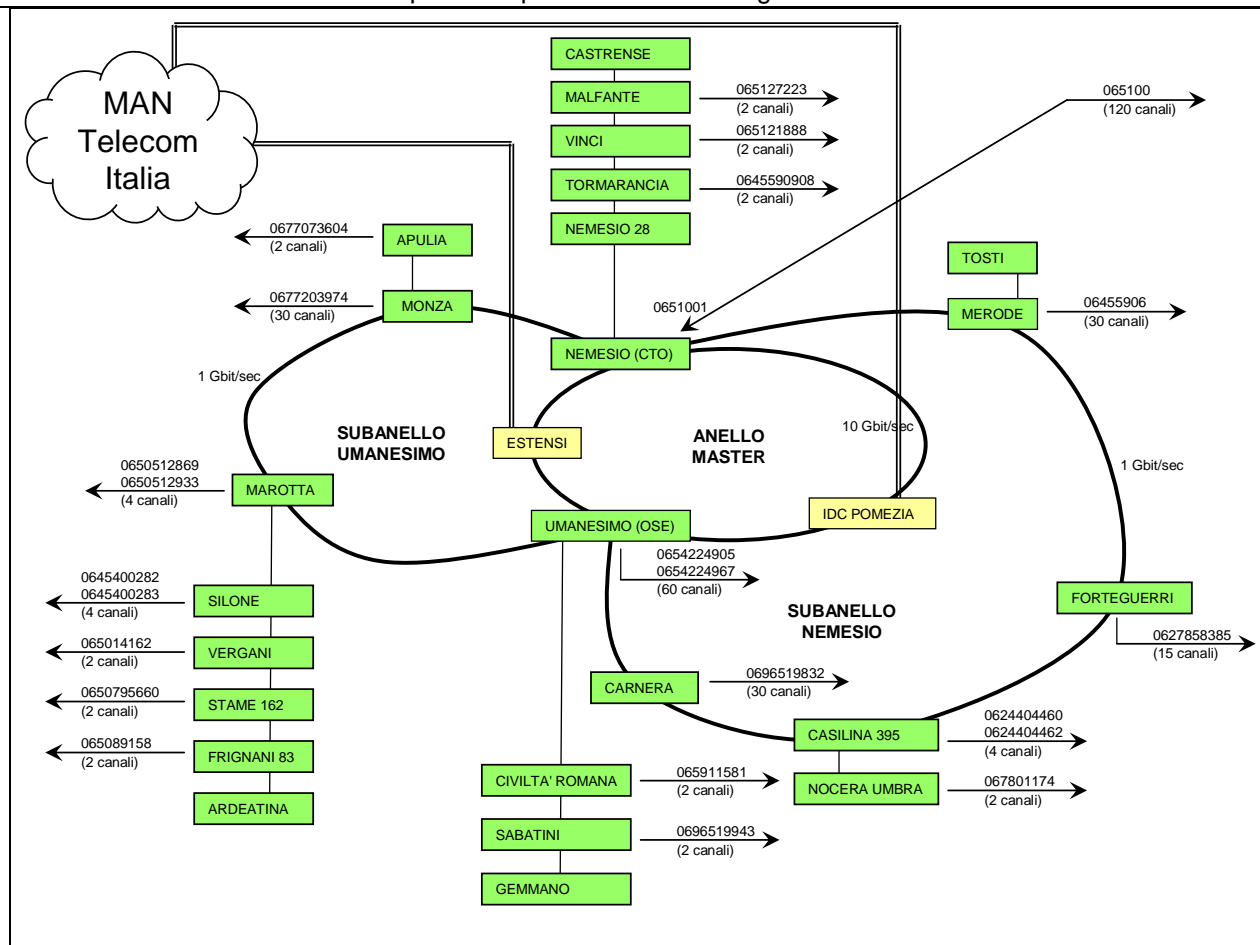 MAN
Telecom
Italia
CASTRENSE
MALFANTE
065127223
(2 canali)
VINCI
065121888
(2 canali)
TORMARANCIA
0645590908
(2 canali)
NEMESIO 28
065100
(120 canali)
0677073604
(2 canali)
APULIA
0677203974
(30 canali)
MONZA
0651001
TOSTI
MERODE
06455906
(30 canali)
NEMESIO (CTO)
1 Gbit/sec
SUBANELLO
UMANESIMO
ESTENSI
ANELLO
MASTER
10 Gbit/sec
1 Gbit/sec
0650512869
0650512933
(4 canali)
MAROTTA
UMANESIMO (OSE)
IDC POMEZIA
0654224905
0654224967
(60 canali)
0645400282
0645400283
(4 canali)
SILONE
SUBANELLO
NEMESIO
FORTEGUERRI
0627858385
(15 canali)
065014162
(2 canali)
VERGANI
0650795660
(2 canali)
STAME 162
CARNERA
0696519832
(30 canali)
065089158
(2 canali)
FRIGNANI 83
CASILINA 395
0624404460
0624404462
(4 canali)
ARDEATINA
CIVILTA' ROMANA
065911581
(2 canali)
NOCERA UMBRA
067801174
(2 canali)
SABATINI
0696519943
(2 canali)
GEMMANO